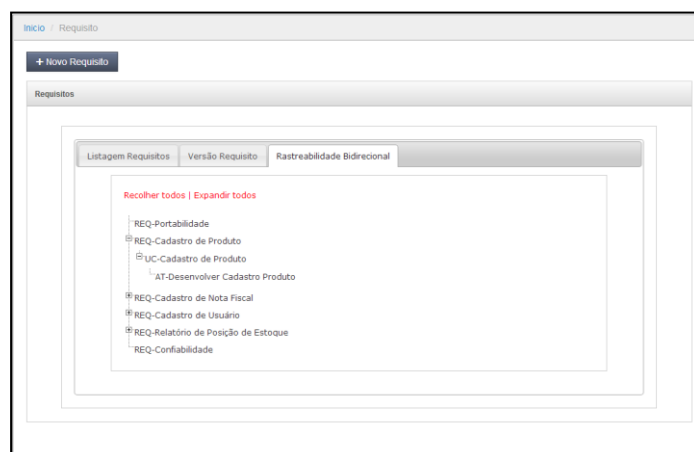 Inicio / Requisito
+ Novo Requisito
Requisitos
Listagem Requisitos Versão Requisito Rastreabilidade Bidirecional
Recolher todos | Expandir todos
REQ-Portabilidade
REQ-Cadastro de Produto
UC-Cadastro de Produto
AT-Desenvolver Cadastro Produto
REQ-Cadastro de Nota Fiscal
REQ-Cadastro de Usuário
REQ-Relatório de Posição de Estoque
REQ-Confiabilidade